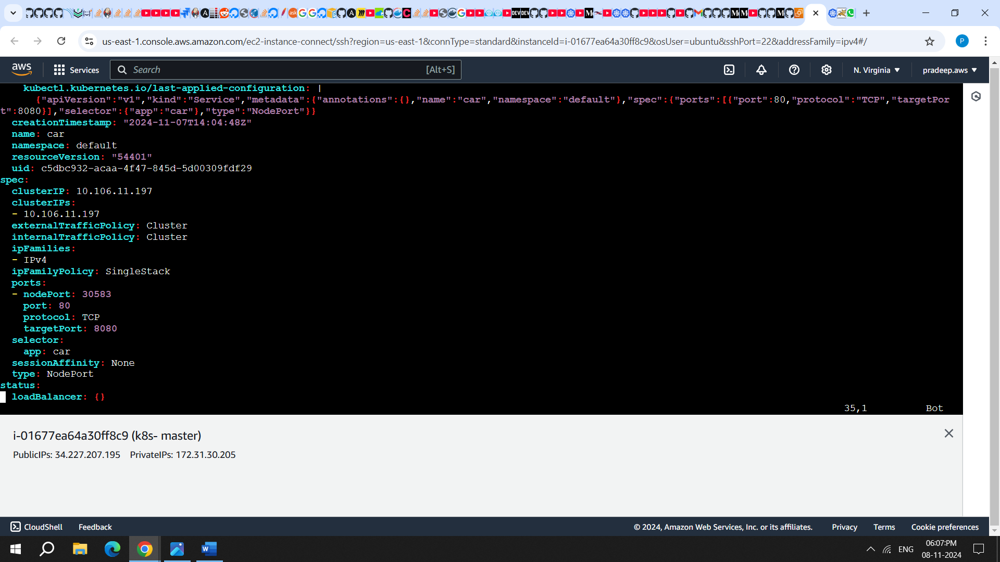 us-east-1.console.aws.amazon.com/ec2-instance-connect/ssh?region=us-east-1&connType=standard&instanceId=i-01677ea64a30ff8c9&osUser=ubuntu&sshPort=22&addressFamily=ipv4#/
P
aws Services Search [Alt+S] N. Virginia pradeep.aws
kubectl.kubernetes.io/last-applied-configuration: |
{"apiVersion":"v1","kind":"Service","metadata":{"annotations":{},"name":"car","namespace":"default"},"spec":{"ports":[{"port":80,"protocol":"TCP","targetPor
t":8080}],"selector":{"app":"car"},"type":"NodePort"}}
creationTimestamp: "2024-11-07T14:04:48Z"
name: car
namespace: default
resourceVersion: "54401"
uid: c5dbc932-acaa-4f47-845d-5d00309fdf29
spec:
clusterIP: 10.106.11.197
clusterIPs:
- 10.106.11.197
externalTrafficPolicy: Cluster
internalTrafficPolicy: Cluster
ipFamilies:
- IPv4
ipFamilyPolicy: SingleStack
ports:
- nodePort: 30583
port: 80
protocol: TCP
targetPort: 8080
selector:
app: car
sessionAffinity: None
type: NodePort
status:
loadBalancer: {}
35,1 Bot
i-01677ea64a30ff8c9 (k8s- master)
PublicIPs: 34.227.207.195 PrivateIPs: 172.31.30.205
CloudShell Feedback © 2024, Amazon Web Services, Inc. or its affiliates. Privacy Terms Cookie preferences
ENG 06:07:PM
08-11-2024